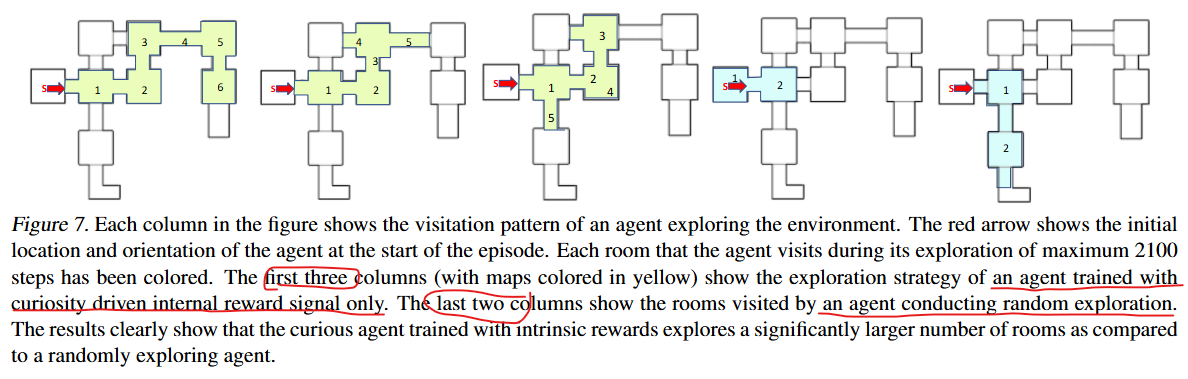 3 4 5
S 1 2 6
4 5
3
S 1 2
3
S 1 2
4
5
1
S 2
S 1
2
Figure 7. Each column in the figure shows the visitation pattern of an agent exploring the environment. The red arrow shows the initial
location and orientation of the agent at the start of the episode. Each room that the agent visits during its exploration of maximum 2100
steps has been colored. The first three columns (with maps colored in yellow) show the exploration strategy of an agent trained with
curiosity driven internal reward signal only. The last two columns show the rooms visited by an agent conducting random exploration.
The results clearly show that the curious agent trained with intrinsic rewards explores a significantly larger number of rooms as compared
to a randomly exploring agent.